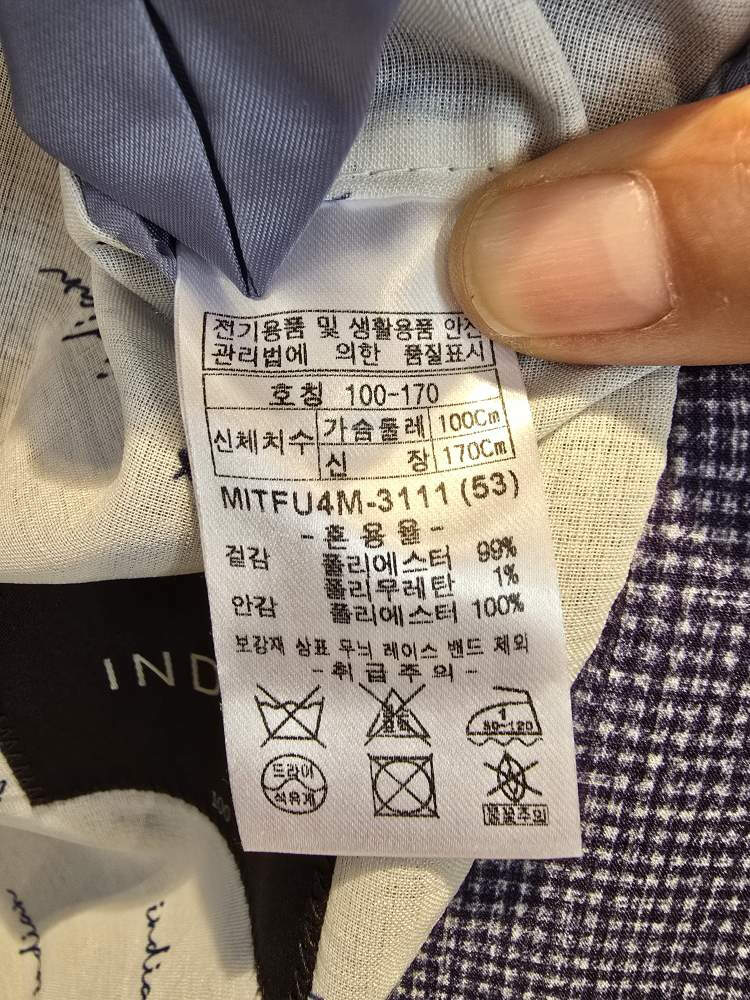 전기용품 및 생활용품 안전
관리법에 의한 품질표시
호칭 100-170
신체치수 가슴둘레 100Cm
신 장 170Cm
MITFU4M-3111 (53)
- 혼 용 율 -
겉감 폴리에스터 99%
폴리우레탄 1%
안감 폴리에스터 100%
보강재 상표 무늬 레이스 밴드 제외
- 취 급 주 의 -
1
80~120
드라이
석유계
IND
100
indian